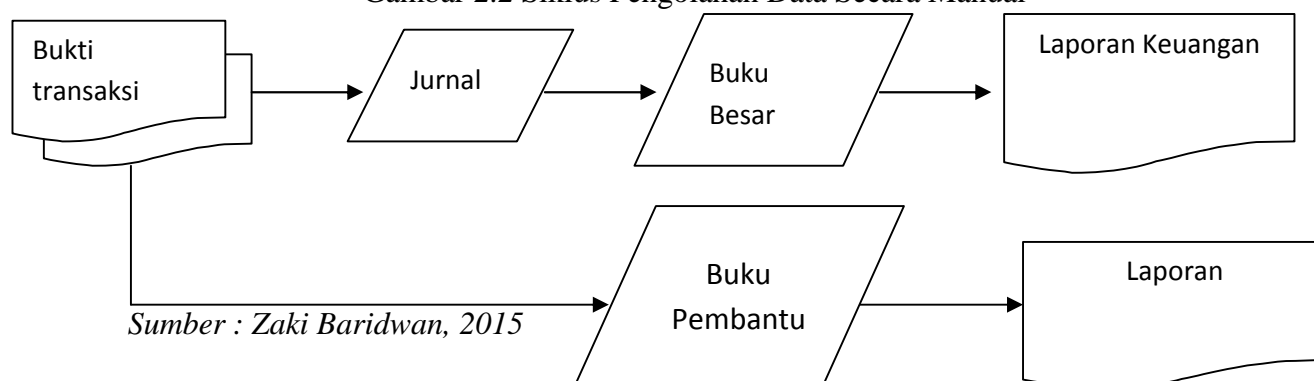 Gambar 2.2 Siklus Pengolahan Data Secara Manual
Bukti
transaksi
Jurnal
Buku
Besar
Laporan Keuangan
Buku
Pembantu
Laporan
Sumber : Zaki Baridwan, 2015